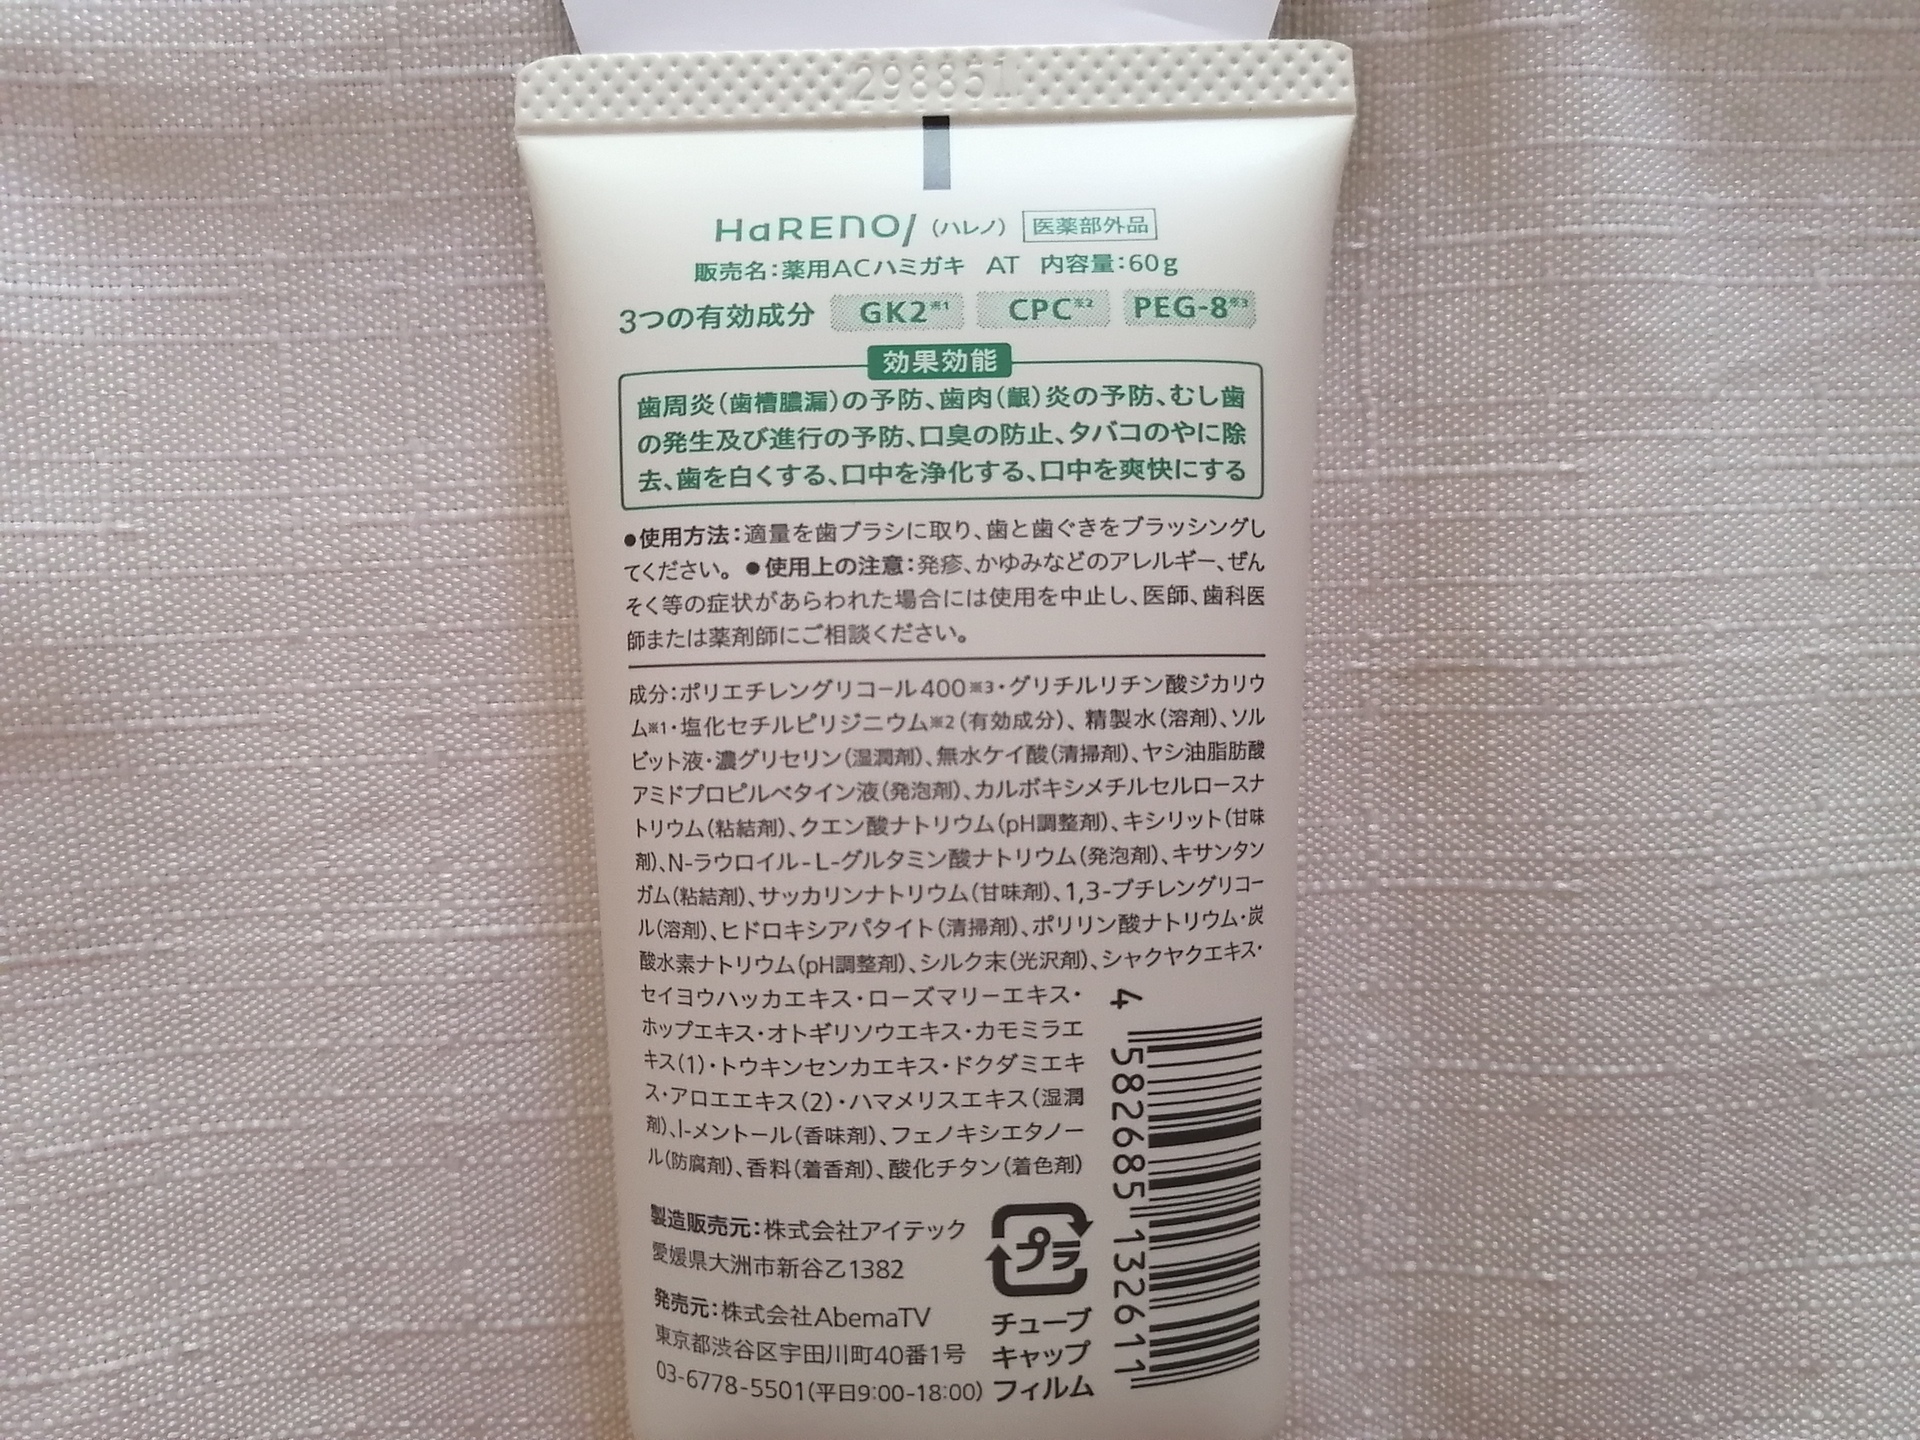 298851
HaRENO/ (ハレノ) 医薬部外品
販売名：薬用ACハミガキ AT 内容量：60g
3つの有効成分 GK2※1 CPC※2 PEG-8※3
効果効能
歯周炎（歯槽膿漏）の予防、歯肉（齦）炎の予防、むし歯
の発生及び進行の予防、口臭の防止、タバコのやに除
去、歯を白くする、口中を浄化する、口中を爽快にする
●使用方法：適量を歯ブラシに取り、歯と歯ぐきをブラッシングし
てください。●使用上の注意：発疹、かゆみなどのアレルギー、ぜん
そく等の症状があらわれた場合には使用を中止し、医師、歯科医
師または薬剤師にご相談ください。
成分：ポリエチレングリコール400※3・グリチルリチン酸ジカリウ
ム※1・塩化セチルピリジニウム※2（有効成分）、精製水（溶剤）、ソル
ビット液・濃グリセリン（湿潤剤）、無水ケイ酸（清掃剤）、ヤシ油脂肪酸
アミドプロピルベタイン液（発泡剤）、カルボキシメチルセルロースナ
トリウム（粘結剤）、クエン酸ナトリウム（pH調整剤）、キシリット（甘味
剤）、N-ラウロイル-L-グルタミン酸ナトリウム（発泡剤）、キサンタン
ガム（粘結剤）、サッカリンナトリウム（甘味剤）、1,3-ブチレングリコー
ル（溶剤）、ヒドロキシアパタイト（清掃剤）、ポリリン酸ナトリウム・炭
酸水素ナトリウム（pH調整剤）、シルク末（光沢剤）、シャクヤクエキス・
セイヨウハッカエキス・ローズマリーエキス・
ホップエキス・オトギリソウエキス・カモミラエ
キス（1）・トウキンセンカエキス・ドクダミエキ
ス・アロエエキス（2）・ハマメリスエキス（湿潤
剤）、l-メントール（香味剤）、フェノキシエタノー
ル（防腐剤）、香料（着香剤）、酸化チタン（着色剤）
4 582685 132611
製造販売元：株式会社アイテック
愛媛県大洲市新谷乙1382
発売元：株式会社AbemaTV
東京都渋谷区宇田川町40番1号
03-6778-5501（平日9:00-18:00）
プラ
チューブ
キャップ
フィルム